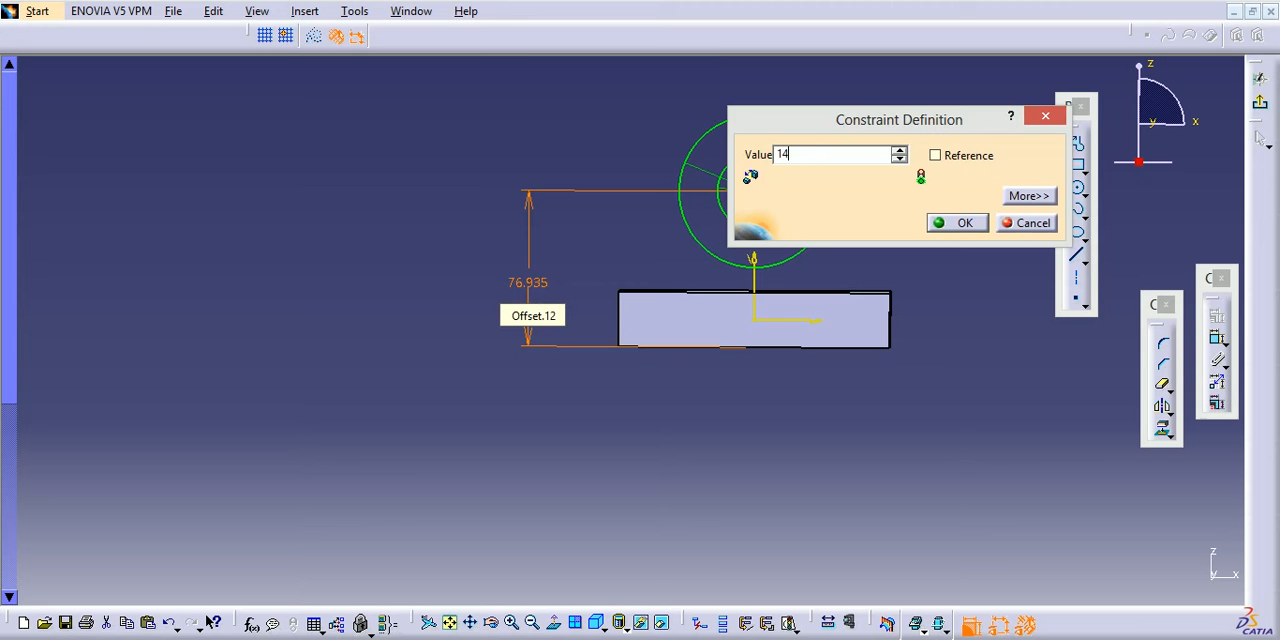 Start ENOVIA V5 VPM File Edit View Insert Tools Window Help
z
x
y
Constraint Definition ?
Value 14 Reference
More>>
OK Cancel
76.935
Offset.12
z
y x
f(x)
CATIA